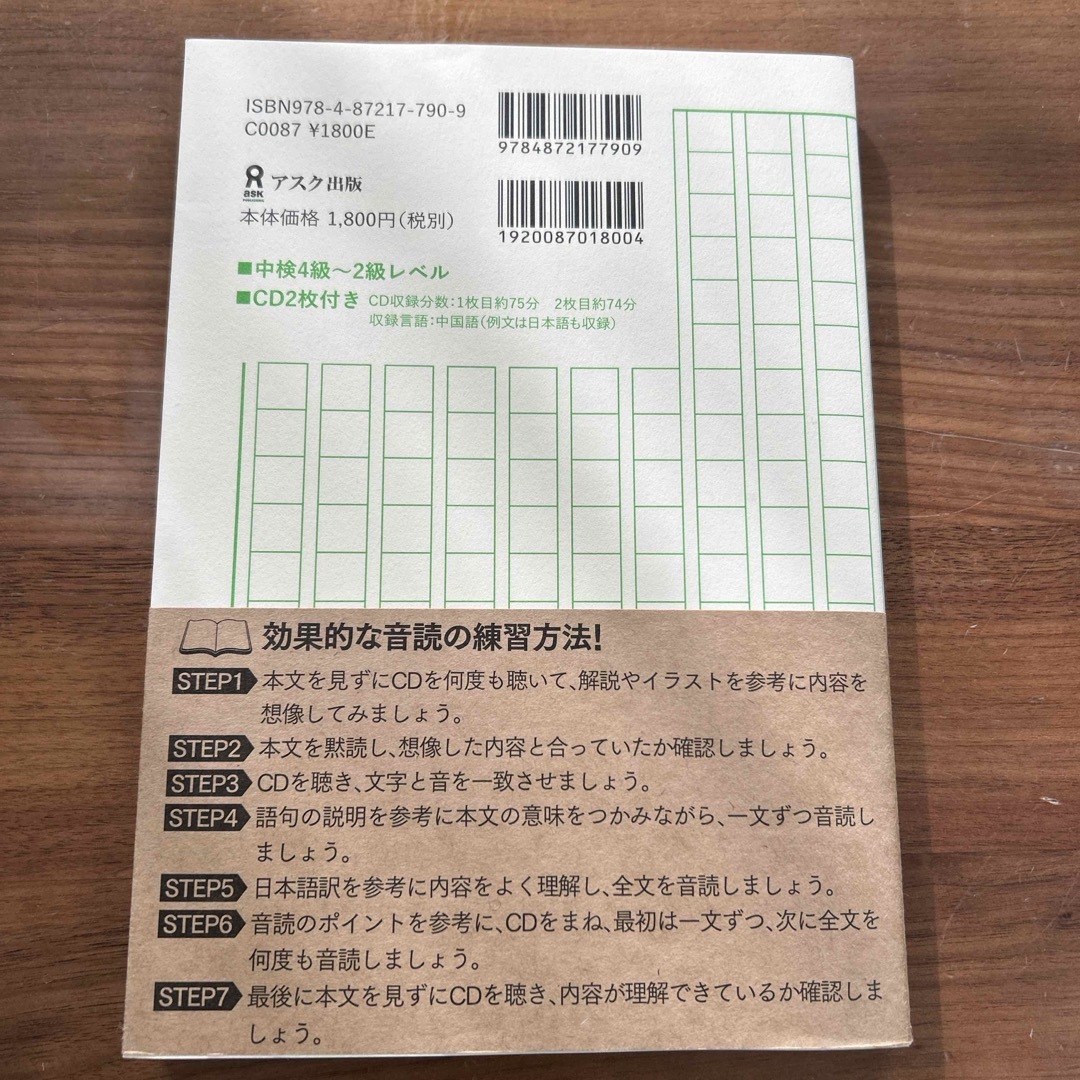 ISBN978-4-87217-790-9
C0087 ¥1800E
9784872177909
ask
PUBLISHING
アスク出版
本体価格 1,800円(税別)
1920087018004
■中検4級～2級レベル
■CD2枚付き CD収録分数:1枚目約75分 2枚目約74分
収録言語:中国語(例文は日本語も収録)
効果的な音読の練習方法!
STEP1 本文を見ずにCDを何度も聴いて、解説やイラストを参考に内容を
想像してみましょう。
STEP2 本文を黙読し、想像した内容と合っていたか確認しましょう。
STEP3 CDを聴き、文字と音を一致させましょう。
STEP4 語句の説明を参考に本文の意味をつかみながら、一文ずつ音読し
ましょう。
STEP5 日本語訳を参考に内容をよく理解し、全文を音読しましょう。
STEP6 音読のポイントを参考に、CDをまね、最初は一文ずつ、次に全文を
何度も音読しましょう。
STEP7 最後に本文を見ずにCDを聴き、内容が理解できているか確認しま
しょう。